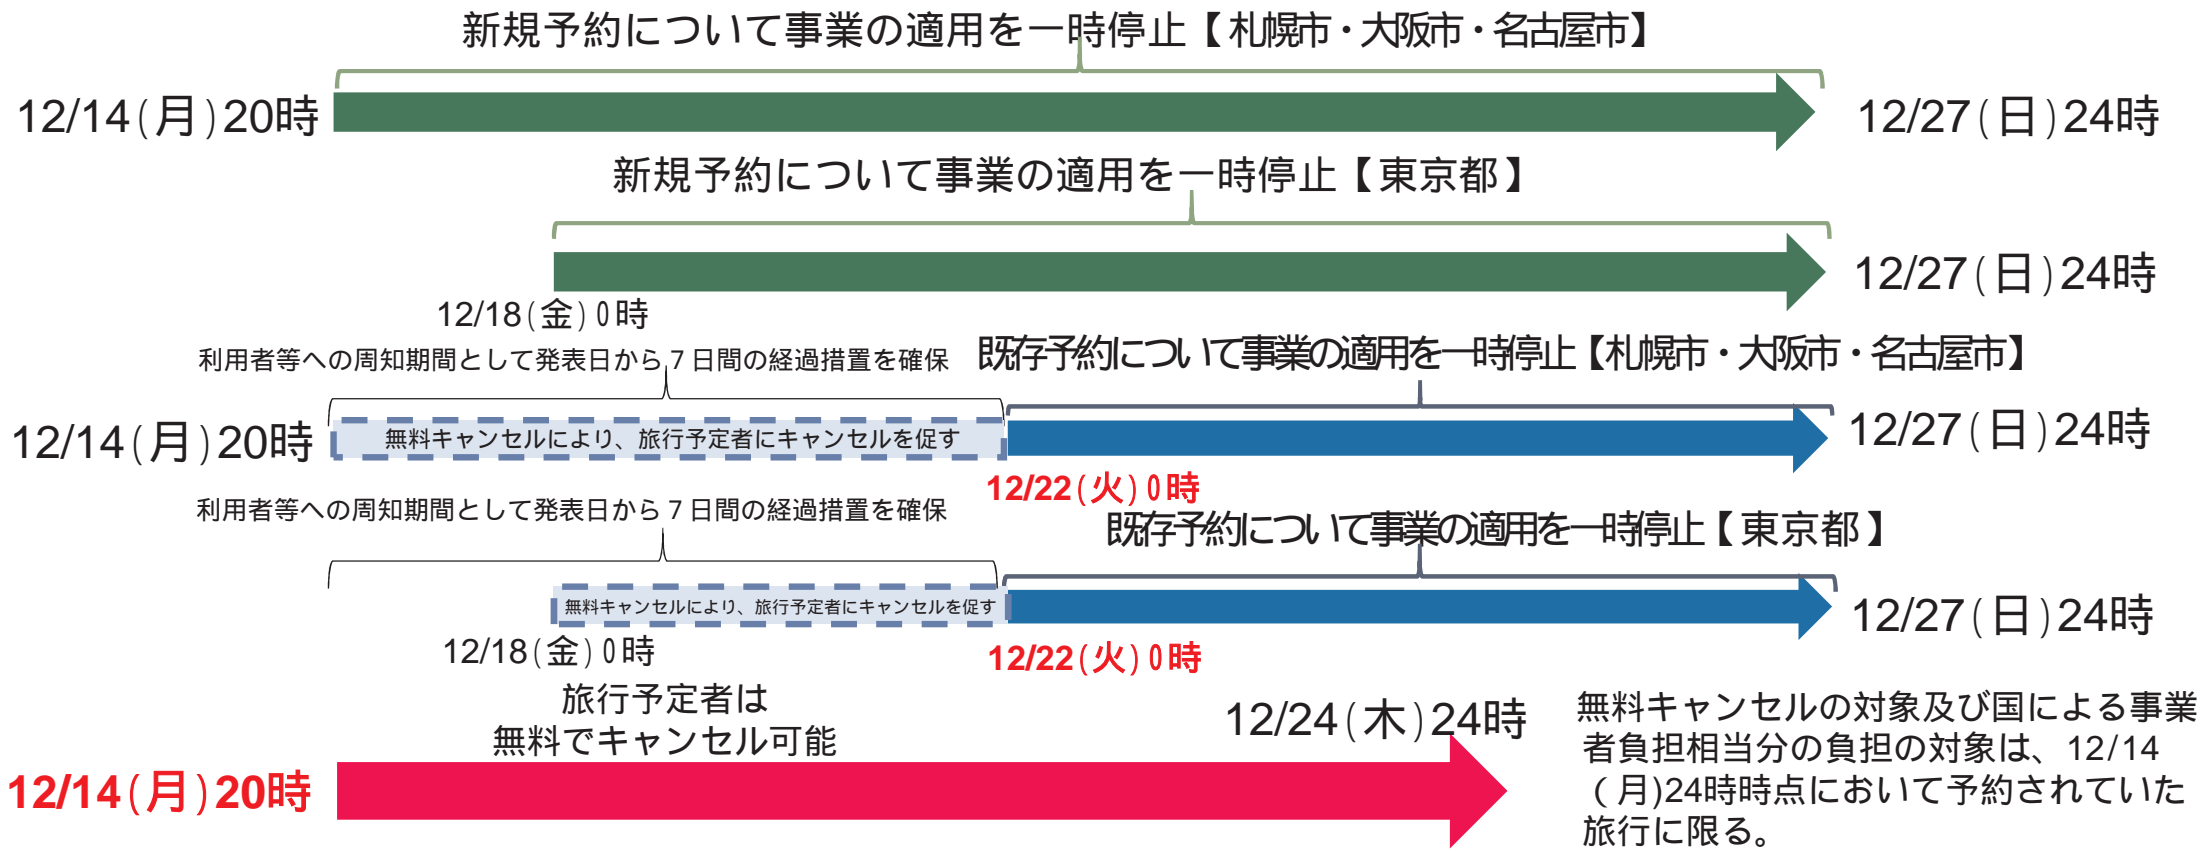 新規予約について事業の適用を一時停止【札幌市・大阪市・名古屋市】
12/14(月)20時
12/27(日)24時
新規予約について事業の適用を一時停止【東京都】
12/27(日)24時
12/18(金)0時
利用者等への周知期間として発表日から7日間の経過措置を確保
既存予約について事業の適用を一時停止【札幌市・大阪市・名古屋市】
12/14(月)20時
無料キャンセルにより、旅行予定者にキャンセルを促す
12/27(日)24時
12/22(火)0時
利用者等への周知期間として発表日から7日間の経過措置を確保
既存予約について事業の適用を一時停止【東京都】
無料キャンセルにより、旅行予定者にキャンセルを促す
12/27(日)24時
12/18(金)0時
12/22(火)0時
旅行予定者は
無料でキャンセル可能
12/24(木)24時
12/14(月)20時
無料キャンセルの対象及び国による事業
者負担相当分の負担の対象は、12/14
(月)24時時点において予約されていた
旅行に限る。